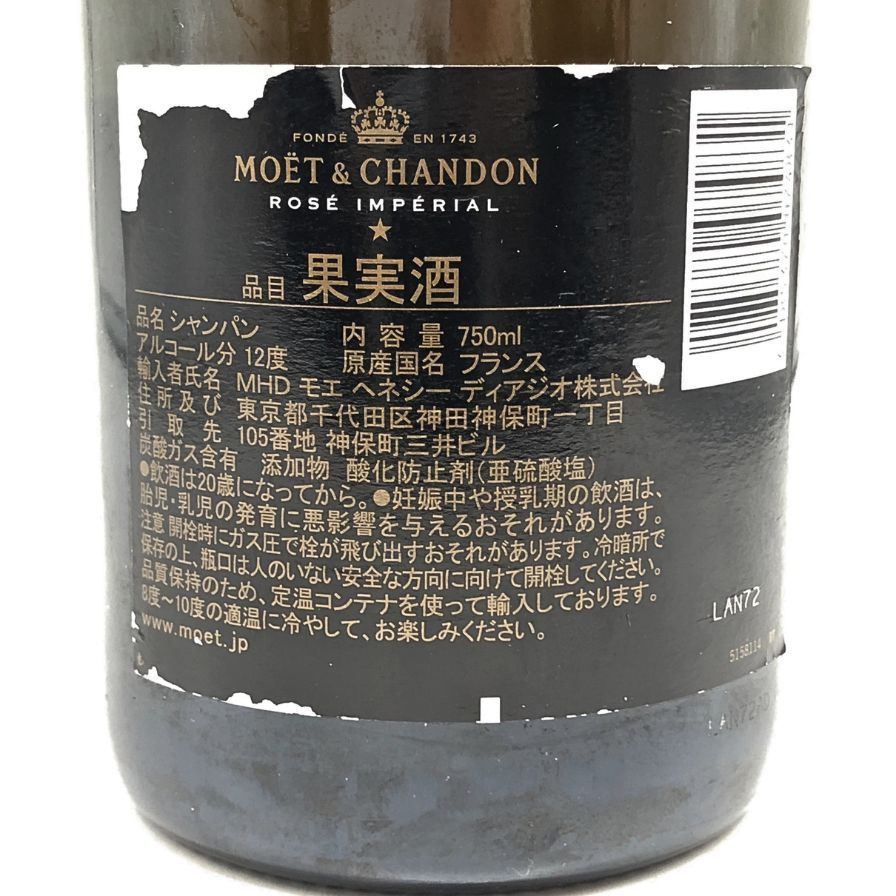 FONDÉ EN 1743
MOËT & CHANDON
ROSÉ IMPÉRIAL
品目 果実酒
品名 シャンパン 内容量 750ml
アルコール分 12度 原産国名 フランス
輸入者氏名 MHD モエ ヘネシー ディアジオ株式会社
住所及び 東京都千代田区神田神保町一丁目
引取先 105番地 神保町三井ビル
炭酸ガス含有 添加物 酸化防止剤(亜硫酸塩)
●飲酒は20歳になってから。●妊娠中や授乳期の飲酒は、
胎児・乳児の発育に悪影響を与えるおそれがあります。
注意 開栓時にガス圧で栓が飛び出すおそれがあります。冷暗所で
保存の上、瓶口は人のいない安全な方向に向けて開栓してください。
品質保持のため、定温コンテナを使って輸入しております。
8度〜10度の適温に冷やして、お楽しみください。
www.moet.jp
LAN72
5158114